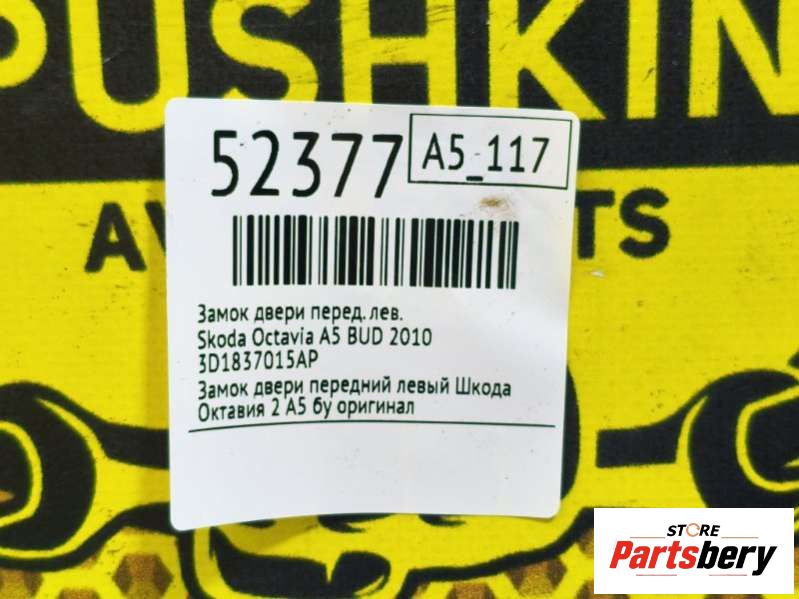 PUSHKIN
52377
A5_117
AV
TS
Замок двери перед. лев.
Skoda Octavia A5 BUD 2010
3D1837015AP
Замок двери передний левый Шкода
Октавия 2 А5 бу оригинал
STORE
Partsbery